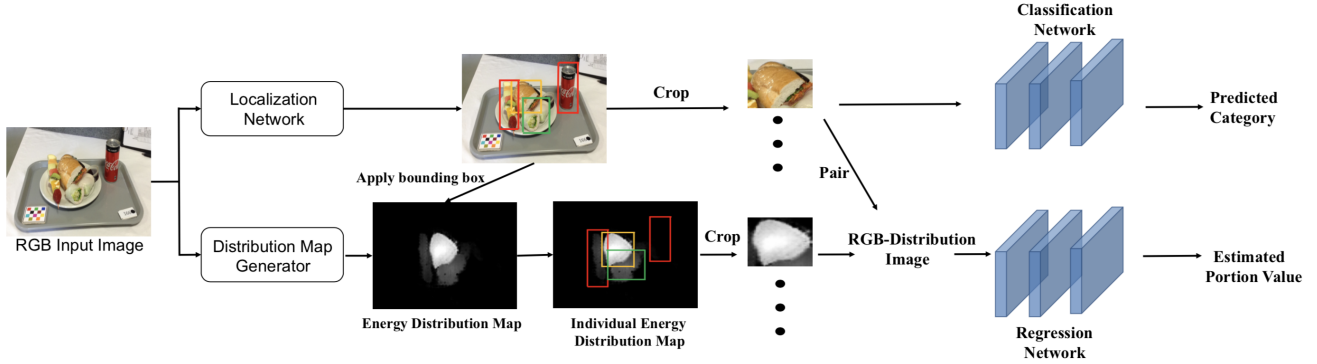 Classification
Network
Localization
Network
Crop
Predicted
Category
Apply bounding box
Pair
RGB Input Image
Distribution Map
Generator
Crop
RGB-Distribution
Image
Estimated
Portion Value
Energy Distribution Map
Individual Energy
Distribution Map
Regression
Network